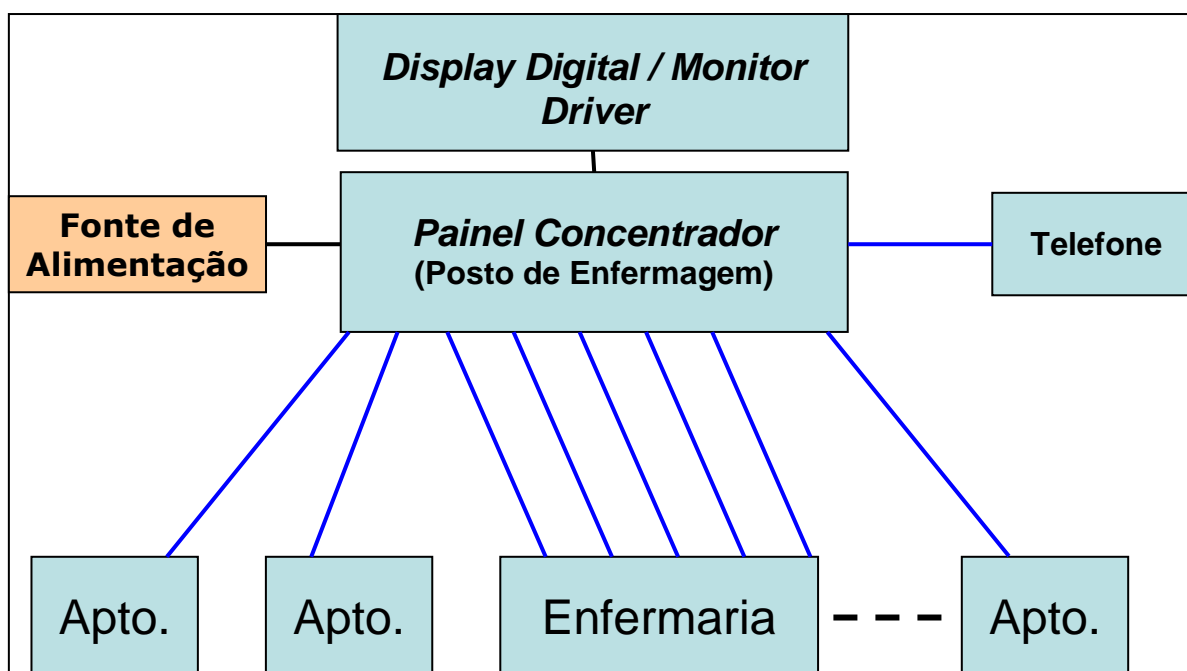 Display Digital / Monitor
Driver
Fonte de
Alimentação
Painel Concentrador
(Posto de Enfermagem)
Telefone
Apto.
Apto.
Enfermaria
Apto.